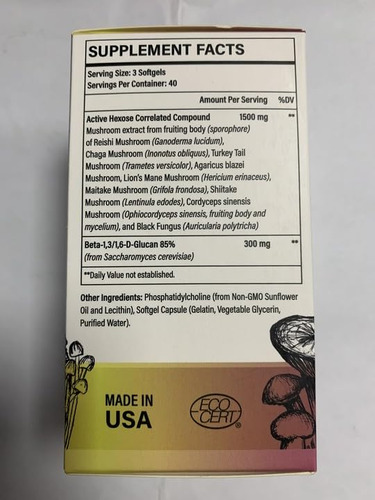 SUPPLEMENT FACTS
Serving Size: 3 Softgels
Servings Per Container: 40
Amount Per Serving %DV
Active Hexose Correlated Compound 1500 mg **
Mushroom extract from fruiting body (sporophore)
of Reishi Mushroom (Ganoderma lucidum),
Chaga Mushroom (Inonotus obliquus), Turkey Tail
Mushroom (Trametes versicolor), Agaricus blazei
Mushroom, Lion's Mane Mushroom (Hericium erinaceus),
Maitake Mushroom (Grifola frondosa), Shiitake
Mushroom (Lentinula edodes), Cordyceps sinensis
Mushroom (Ophiocordyceps sinensis, fruiting body and
mycelium), and Black Fungus (Auricularia polytricha)
Beta-1,3/1,6-D-Glucan 85% 300 mg **
(from Saccharomyces cerevisiae)
**Daily Value not established.
Other Ingredients: Phosphatidylcholine (from Non-GMO Sunflower
Oil and Lecithin), Softgel Capsule (Gelatin, Vegetable Glycerin,
Purified Water).
MADE IN
USA
ECO
CERT
®